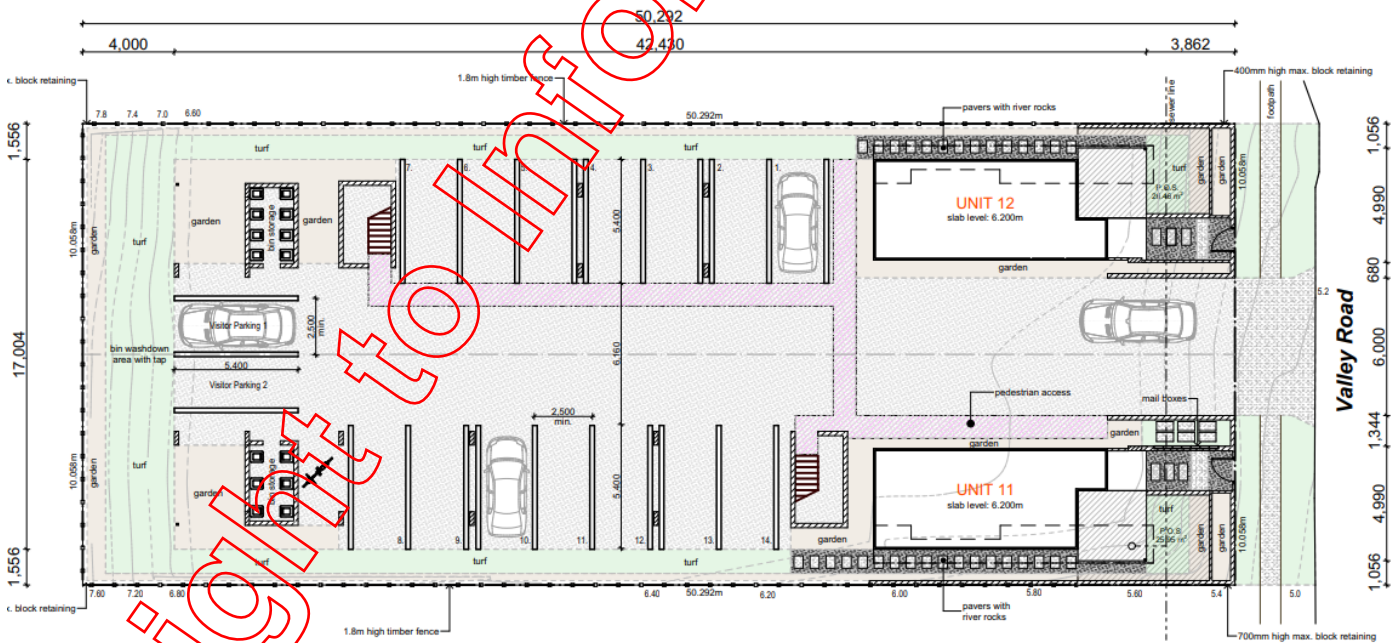 50,292
4,000
42,430
3,862
x. block retaining
1.8m high timber fence
400mm high max. block retaining
pavers with river rocks
sewer line
footpath
7.8
7.4
7.0
6.60
50.292m
1,556
17.004
1,556
1,056
4,990
680
6.000
1,344
4,990
1,056
turf
turf
turf
turf
garden
10.058m
turf
garden
bin storage
garden
7.
6.
5.
4.
3.
2.
1.
5.400
UNIT 12
slab level: 6.200m
P.O.S.
garden
garden
10.058m
garden
Visitor Parking 1
2,500
min.
bin washdown
area with tap
5.400
Visitor Parking 2
6.160
2,500
min.
5.2
Valley Road
pedestrian access
mail boxes
garden
garden
10.058m
garden
turf
garden
bin storage
5.400
UNIT 11
slab level: 6.200m
turf
P.O.S.
garden
garden
10.058m
8.
9.
10.
11.
12.
13.
14.
garden
turf
turf
turf
7.60
7.20
6.80
6.40
50.292m
6.20
6.00
5.80
5.60
5.4
5.0
x. block retaining
1.8m high timber fence
pavers with
river rocks
700mm high max. block retaining
ight to Info